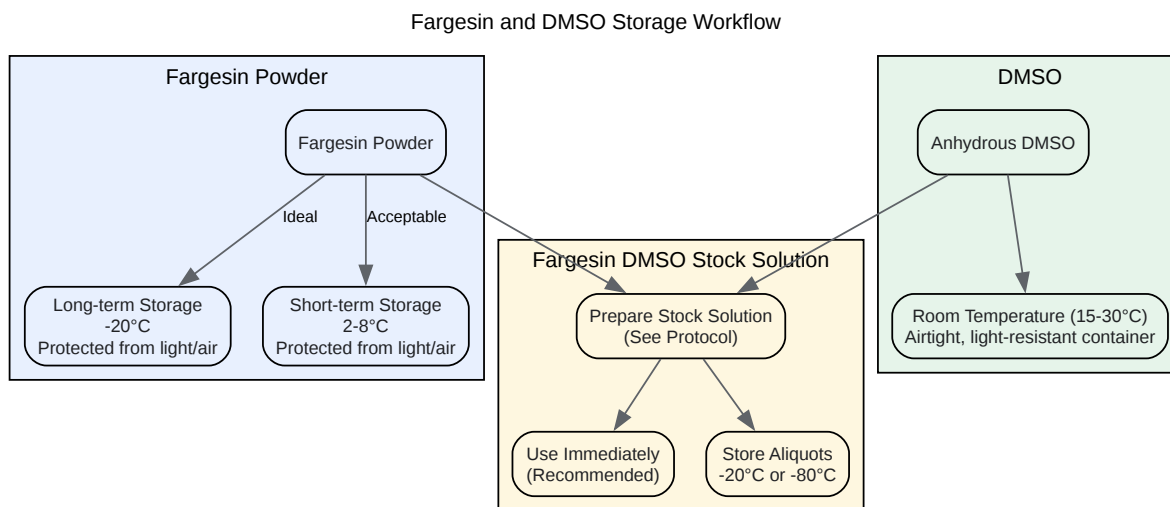 Fargesin and DMSO Storage Workflow
Fargesin Powder
Fargesin Powder
Ideal
Acceptable
Long-term Storage
-20°C
Protected from light/air
Short-term Storage
2-8°C
Protected from light/air
Fargesin DMSO Stock Solution
Prepare Stock Solution
(See Protocol)
Use Immediately
(Recommended)
Store Aliquots
-20°C or -80°C
DMSO
Anhydrous DMSO
Room Temperature (15-30°C)
Airtight, light-resistant container